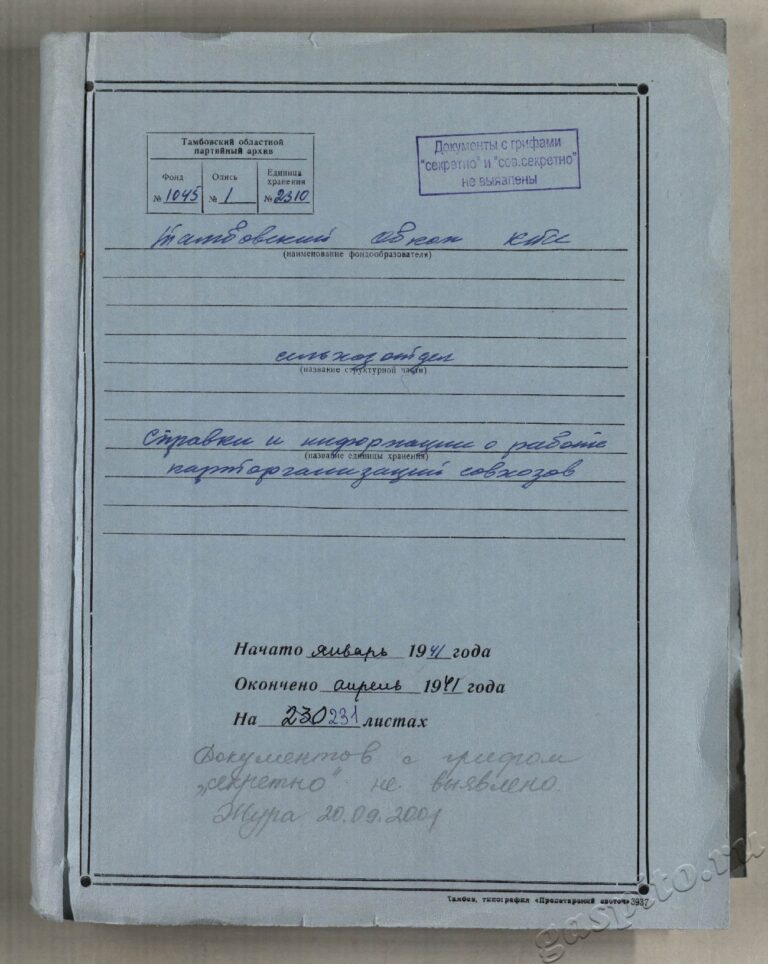 Тамбовский областной
партийный архив
Фонд Опись Единица хранения
№ 1045 № 1 № 2310
Документы с грифами
"секретно" и "сов.секретно"
не выявлены
Тамбовский обком КПСС
(наименование фондообразователя)
сельхозотдел
(название структурной части)
Справки и информации о работе
(название единицы хранения)
парторганизаций совхозов
Начато январь 1941 года
Окончено апрель 1941 года
На 230 231 листах
Документов с грифом
„секретно" не выявлено.
Жура 20.09.2001
Тамбов, типография «Пролетарский светоч» 3937
gaspito.ru